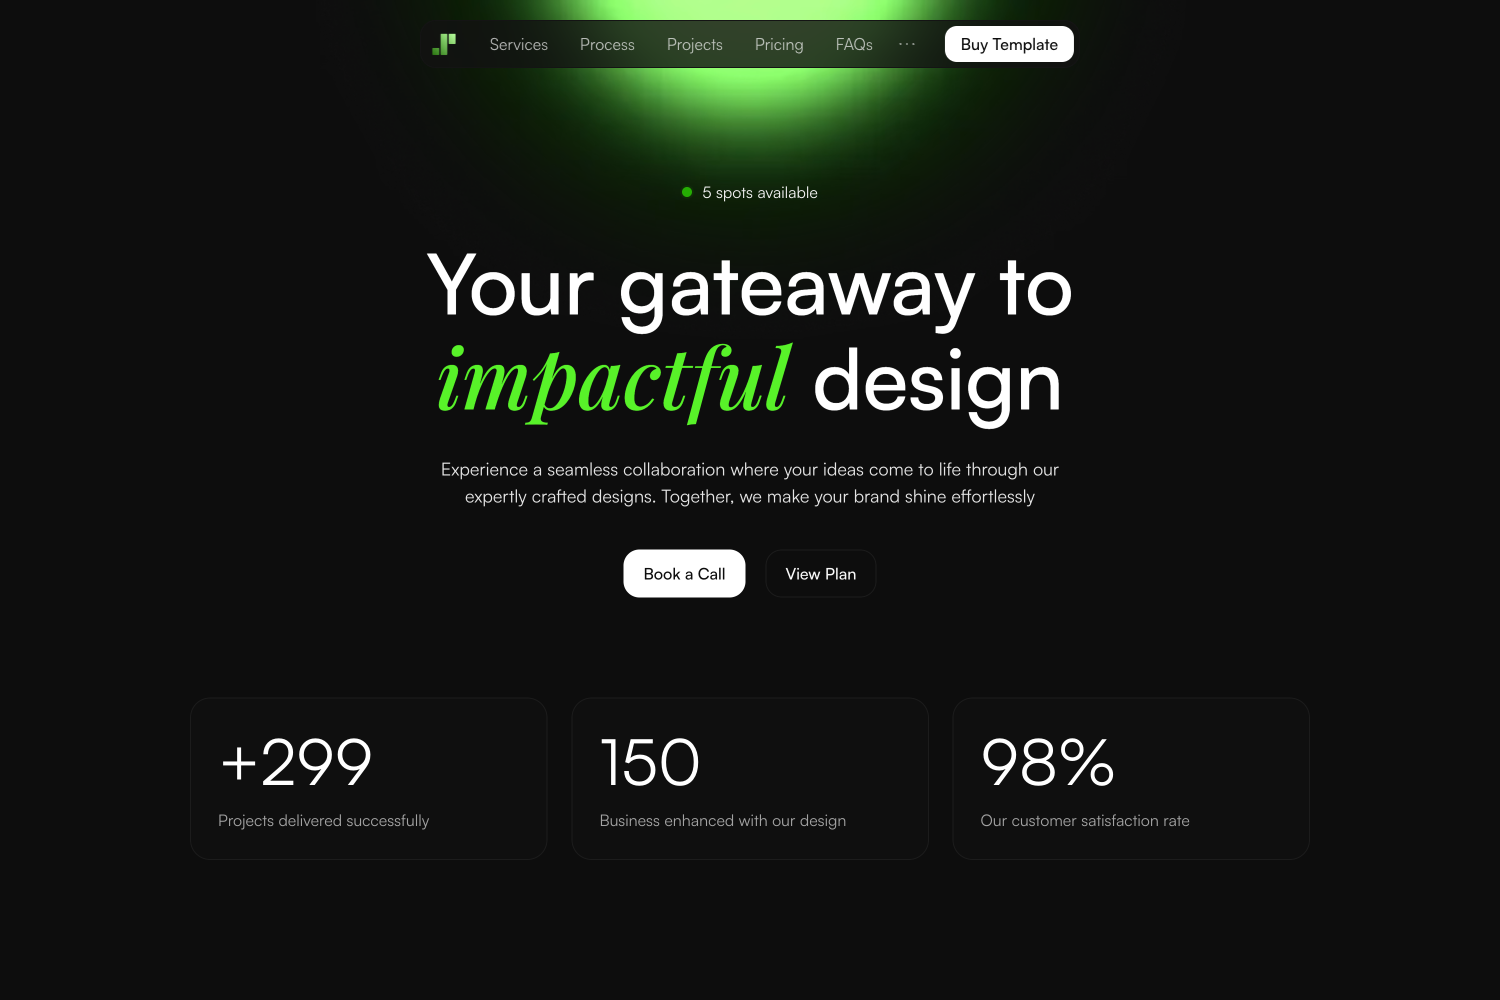 Services Process Projects Pricing FAQs ··· Buy Template
5 spots available
Your gateaway to
impactful design
Experience a seamless collaboration where your ideas come to life through our
expertly crafted designs. Together, we make your brand shine effortlessly
Book a Call View Plan
+299
Projects delivered successfully
150
Business enhanced with our design
98%
Our customer satisfaction rate